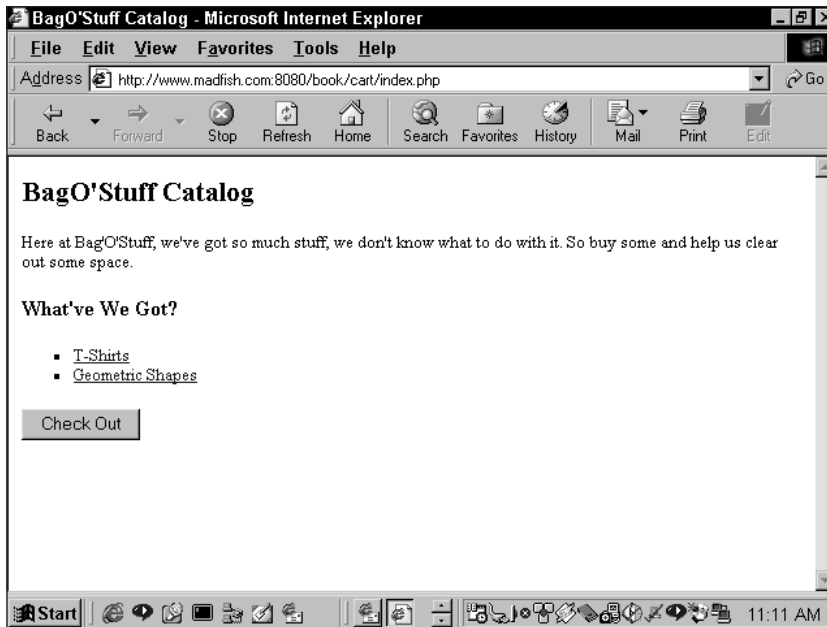 BagO'Stuff Catalog - Microsoft Internet Explorer
File Edit View Favorites Tools Help
Address http://www.madfish.com:8080/book/cart/index.php Go
Back Forward Stop Refresh Home Search Favorites History Mail Print Edit
BagO'Stuff Catalog
Here at Bag'O'Stuff, we've got so much stuff, we don't know what to do with it. So buy some and help us clear
out some space.
What've We Got?
T-Shirts
Geometric Shapes
Check Out
Start 11:11 AM